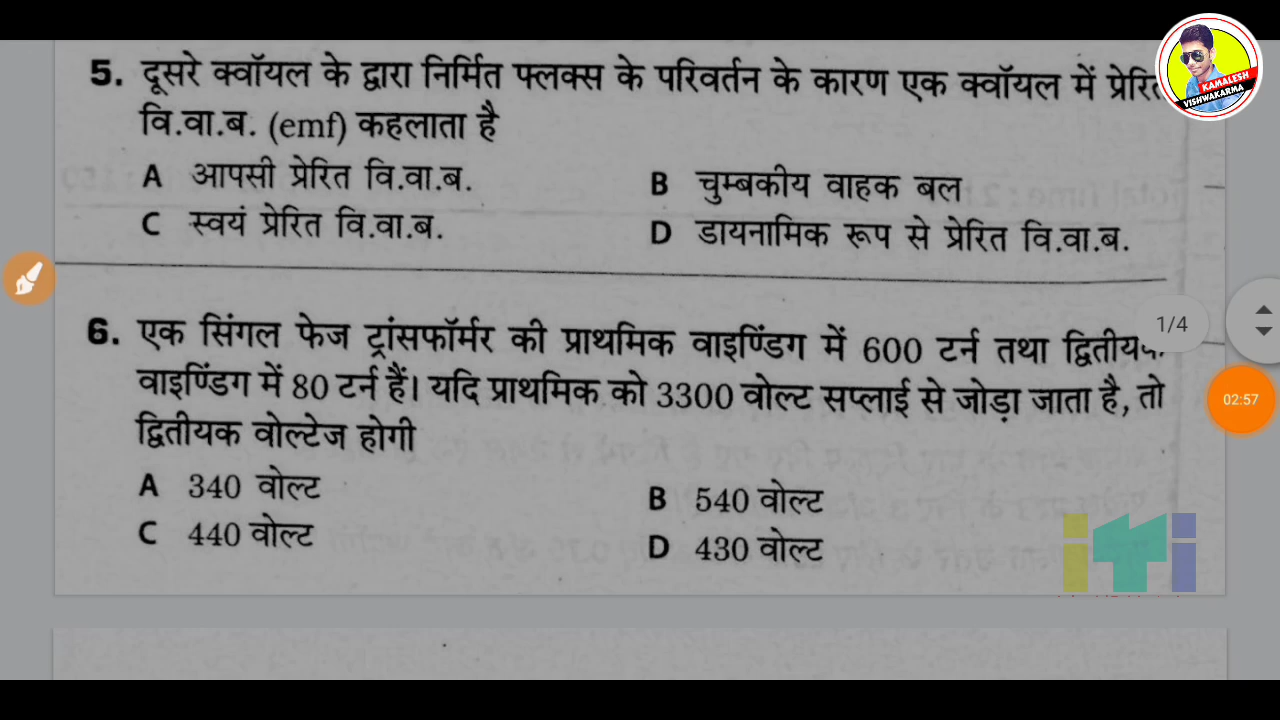 5. दूसरे क्वॉयल के द्वारा निर्मित फ्लक्स के परिवर्तन के कारण एक क्वॉयल में
वि.वा.ब. (emf) कहलाता है
A आपसी प्रेरित वि.वा.ब. B चुम्बकीय वाहक बल
C स्वयं प्रेरित वि.वा.ब. D डायनामिक रूप से प्रेरित वि.वा.ब.
6. एक सिंगल फेज ट्रांसफॉर्मर की प्राथमिक वाइण्डिंग में 600 टर्न तथा
वाइण्डिंग में 80 टर्न हैं। यदि प्राथमिक को 3300 वोल्ट सप्लाई से जोड़ा जाता है, तो
द्वितीयक वोल्टेज होगी
A 340 वोल्ट B 540 वोल्ट
C 440 वोल्ट D 430 वोल्ट
KAMALESH
VISHWAKARMA
1/4
02:57
iTi